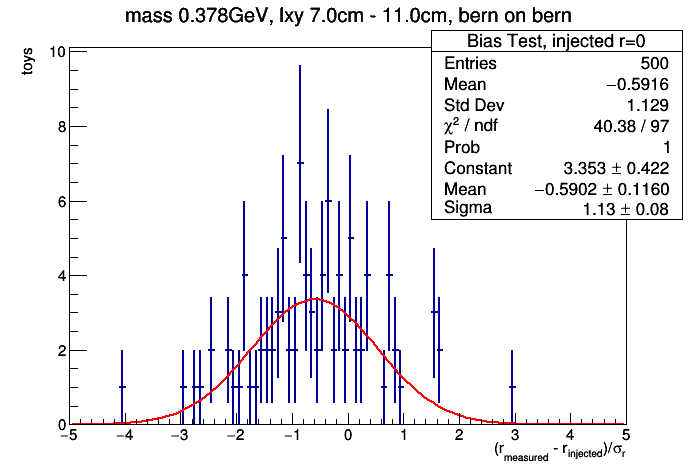 mass 0.378GeV, lxy 7.0cm - 11.0cm, bern on bern
Bias Test, injected r=0
Entries 500
Mean −0.5916
Std Dev 1.129
χ² / ndf 40.38 / 97
Prob 1
Constant 3.353 ± 0.422
Mean −0.5902 ± 0.1160
Sigma 1.13 ± 0.08
toys
10
8
6
4
2
0
−5 −4 −3 −2 −1 0 1 2 3 4 5
(r_measured - r_injected)/σ_r